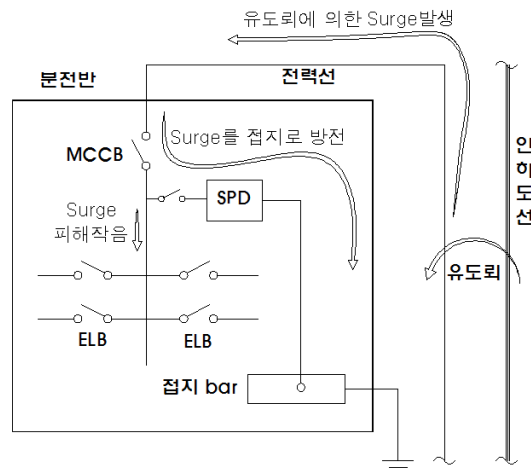 유도뢰에 의한 Surge발생
분전반
전력선
Surge를 접지로 방전
MCCB
인하도선
SPD
Surge
피해작음
유도뢰
ELB
ELB
접지 bar